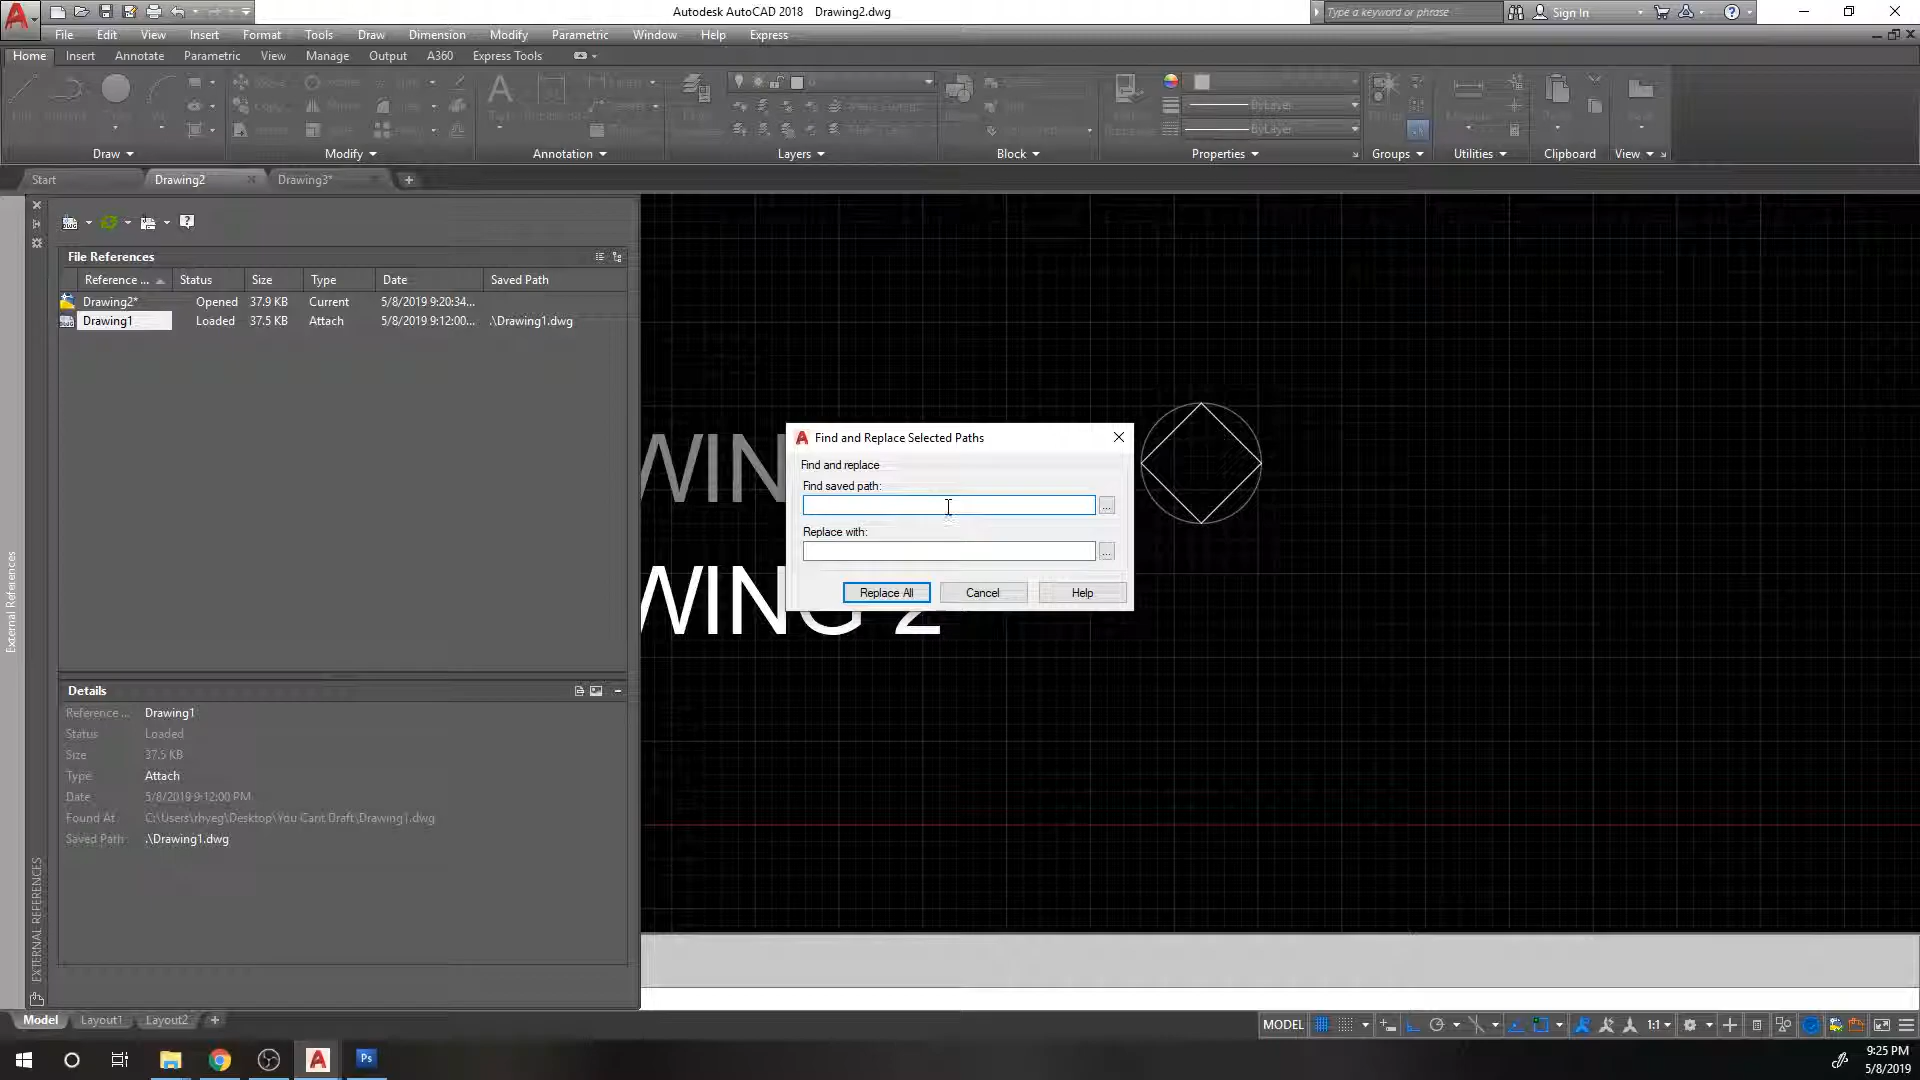 Autodesk AutoCAD 2018 Drawing2.dwg
Type a keyword or phrase
Sign In
File Edit View Insert Format Tools Draw Dimension Modify Parametric Window Help Express
Home Insert Annotate Parametric View Manage Output A360 Express Tools
ByLayer
ByLayer
Draw Modify Annotation Layers Block Properties Groups Utilities Clipboard View
Start Drawing2 Drawing3*
File References
Reference ... Status Size Type Date Saved Path
Drawing2* Opened 37.9 KB Current 5/8/2019 9:20:34...
Drawing1 Loaded 37.5 KB Attach 5/8/2019 9:12:00... .\Drawing1.dwg
WING
WING 2
Find and Replace Selected Paths
Find and replace
Find saved path:
...
Replace with:
...
Replace All Cancel Help
External References
EXTERNAL REFERENCES
Details
Reference ... Drawing1
Status Loaded
Size 37.5 KB
Type Attach
Date 5/8/2019 9:12:00 PM
Found At C:\Users\rhyeg\Desktop\You Cant Draft\Drawing1.dwg
Saved Path .\Drawing1.dwg
Model Layout1 Layout2
MODEL 1:1
Ps
9:25 PM
5/8/2019